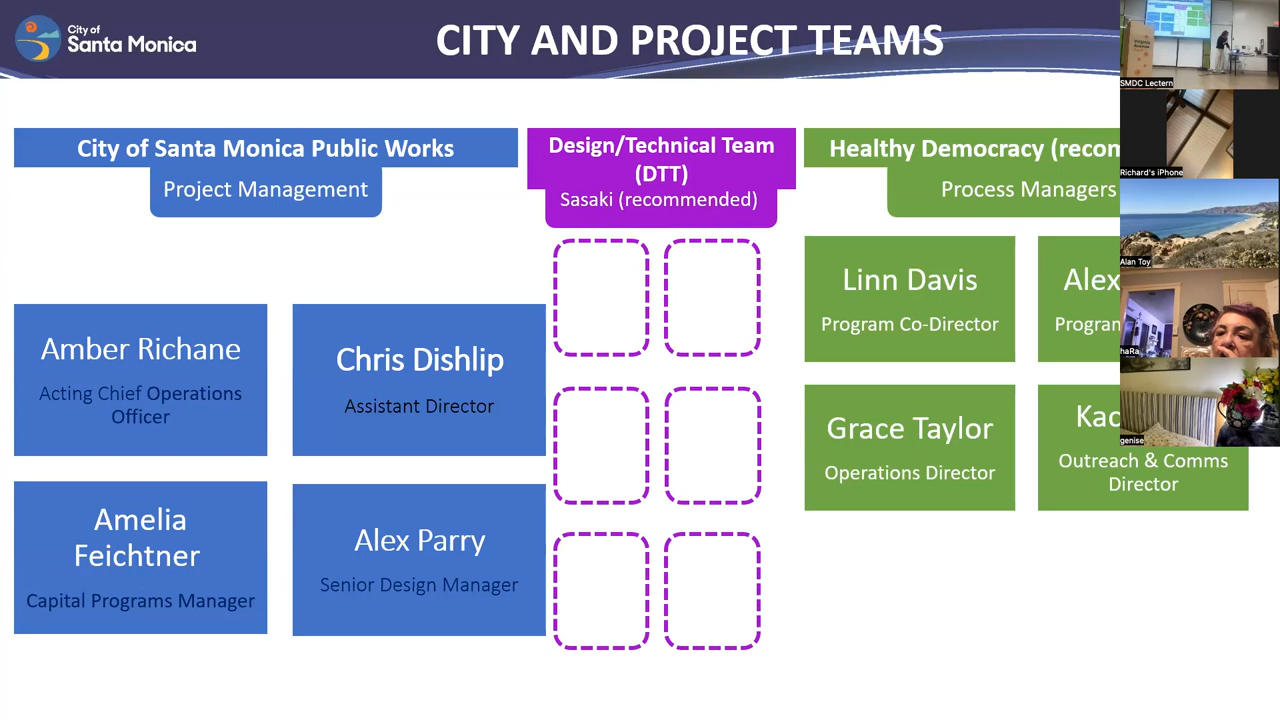 City of
Santa Monica
CITY AND PROJECT TEAMS
City of Santa Monica Public Works
Project Management
Amber Richane
Acting Chief Operations
Officer
Chris Dishlip
Assistant Director
Amelia
Feichtner
Capital Programs Manager
Alex Parry
Senior Design Manager
Design/Technical Team
(DTT)
Sasaki (recommended)
Healthy Democracy (recom
Process Managers
Linn Davis
Program Co-Director
Alex
Program
Grace Taylor
Operations Director
Kac
Outreach & Comms
Director
SMDC Lectern
Richard's iPhone
Alan Toy
haRa
genise